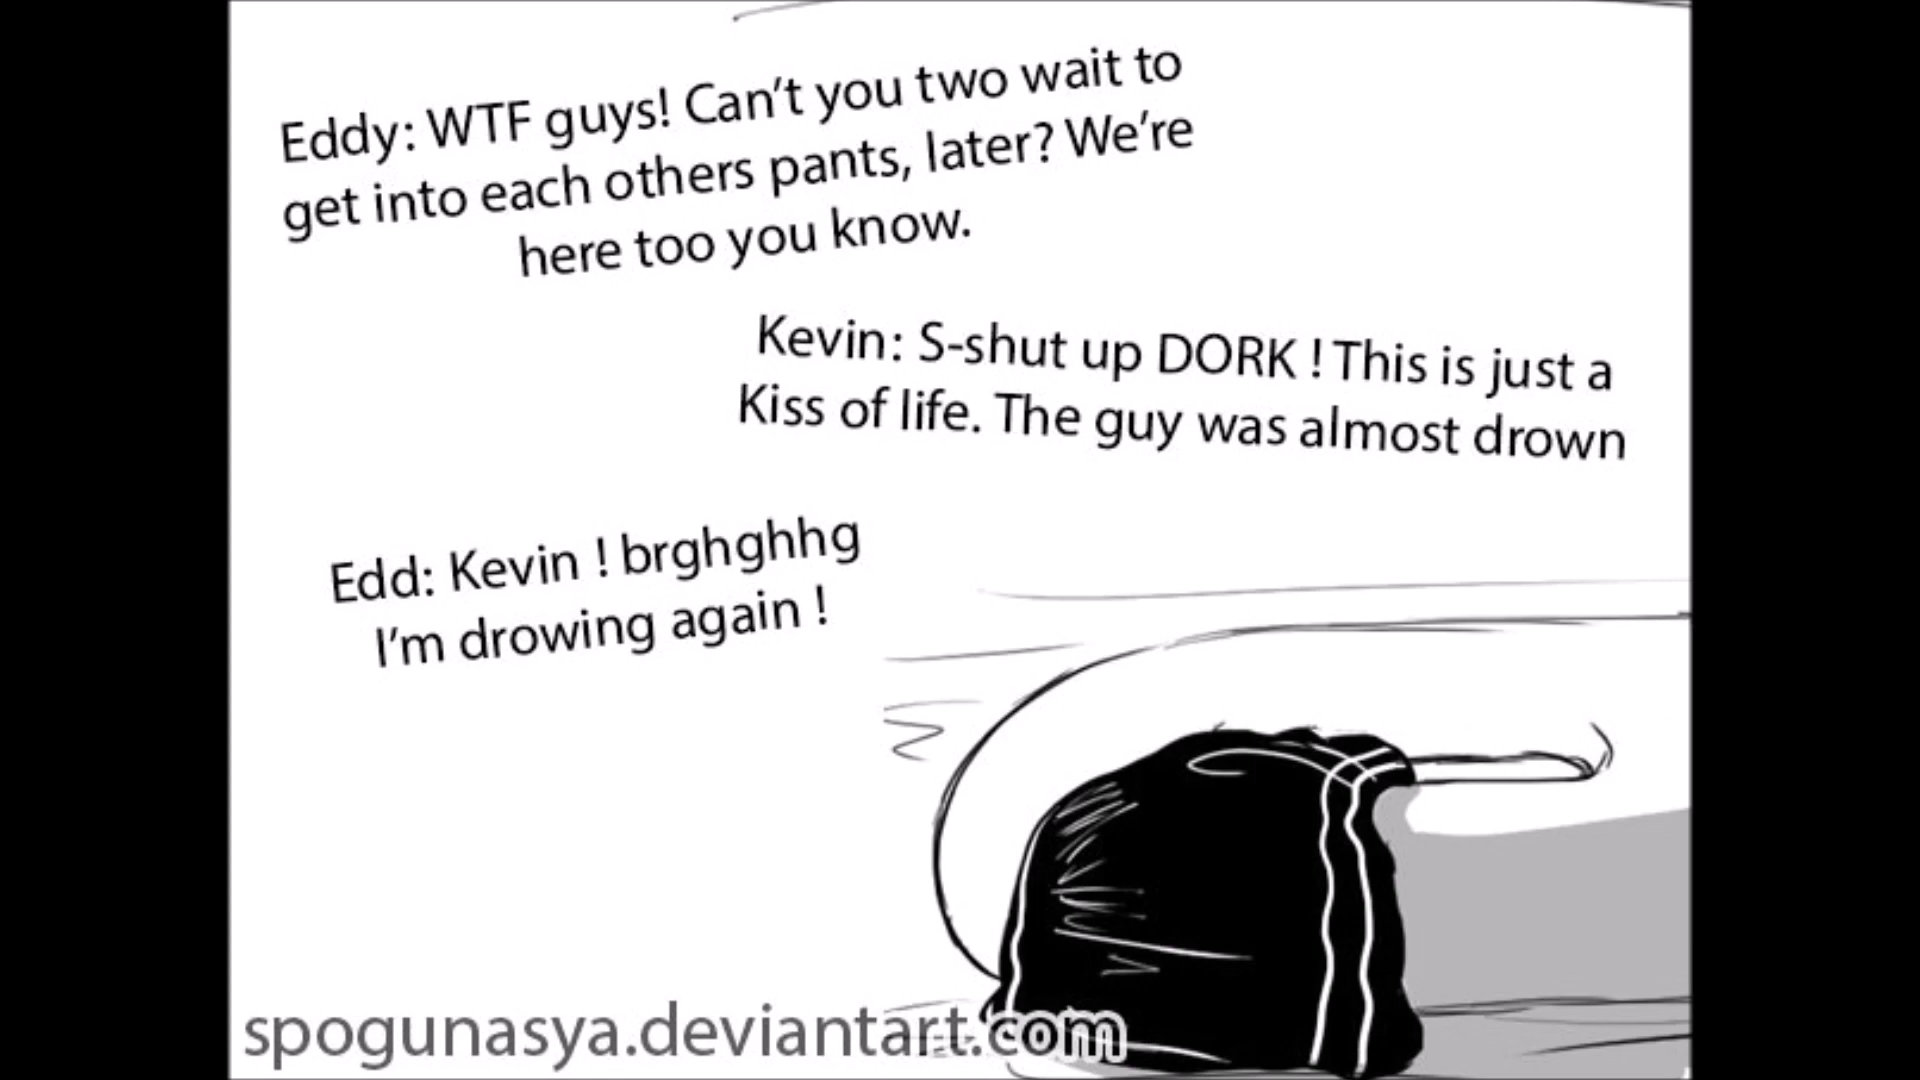 Eddy: WTF guys! Can't you two wait to
get into each others pants, later? We're
here too you know.
Kevin: S-shut up DORK ! This is just a
Kiss of life. The guy was almost drown
Edd: Kevin ! brghghhg
I'm drowing again !
spogunasya.deviantart.com